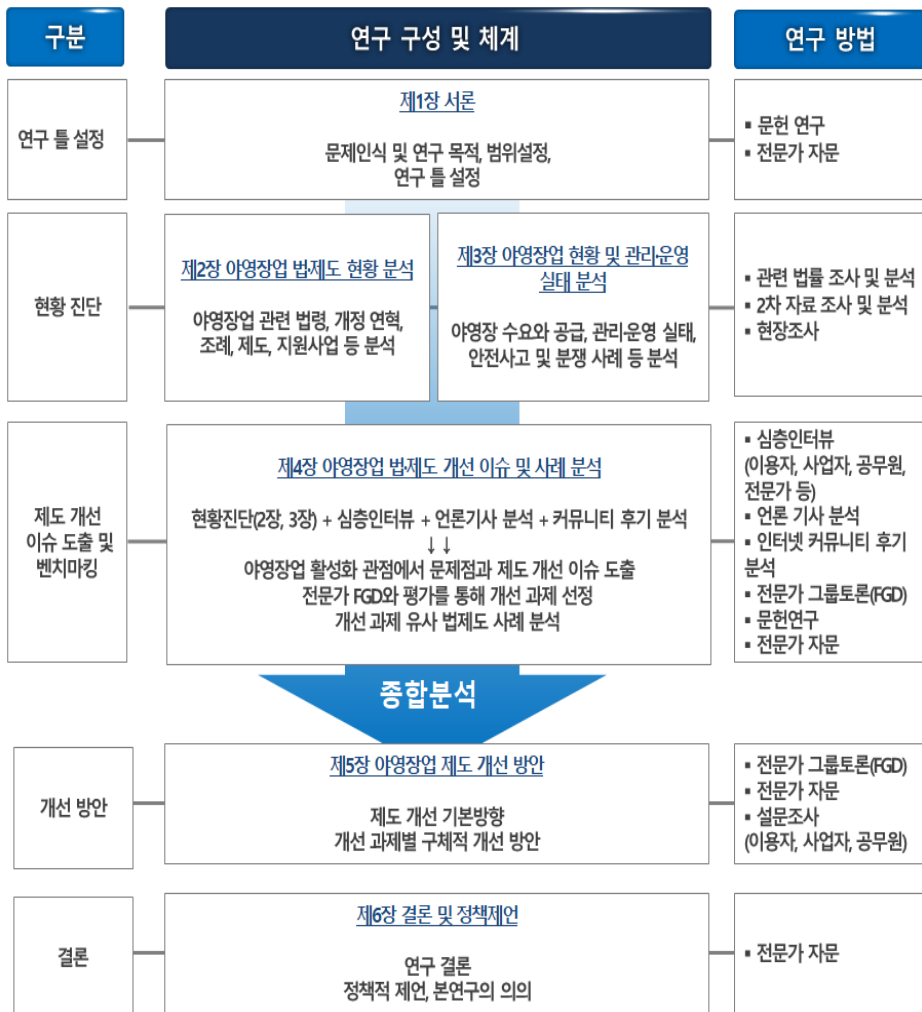 구분
연구 구성 및 체계
연구 방법
연구 틀 설정
제1장 서론
문제인식 및 연구 목적, 범위설정,
연구 틀 설정
▪ 문헌 연구
▪ 전문가 자문
현황 진단
제2장 야영장업 법·제도 현황 분석
야영장업 관련 법령, 개정 연혁,
조례, 제도, 지원사업 등 분석
제3장 야영장업 현황 및 관리·운영
실태 분석
야영장 수요와 공급, 관리·운영 실태,
안전사고 및 분쟁 사례 등 분석
▪ 관련 법률 조사 및 분석
▪ 2차 자료 조사 및 분석
▪ 현장조사
제도 개선
이슈 도출 및
벤치마킹
제4장 야영장업 법·제도 개선 이슈 및 사례 분석
현황진단(2장, 3장) + 심층인터뷰 + 언론기사 분석 + 커뮤니티 후기 분석
↓↓
야영장업 활성화 관점에서 문제점과 제도 개선 이슈 도출
전문가 FGD와 평가를 통해 개선 과제 선정
개선 과제 유사 법제도 사례 분석
▪ 심층인터뷰
(이용자, 사업자, 공무원,
전문가 등)
▪ 언론 기사 분석
▪ 인터넷 커뮤니티 후기
분석
▪ 전문가 그룹토론(FGD)
▪ 문헌연구
▪ 전문가 자문
종합분석
개선 방안
제5장 야영장업 제도 개선 방안
제도 개선 기본방향
개선 과제별 구체적 개선 방안
▪ 전문가 그룹토론(FGD)
▪ 전문가 자문
▪ 설문조사
(이용자, 사업자, 공무원)
결론
제6장 결론 및 정책제언
연구 결론
정책적 제언, 본연구의 의의
▪ 전문가 자문